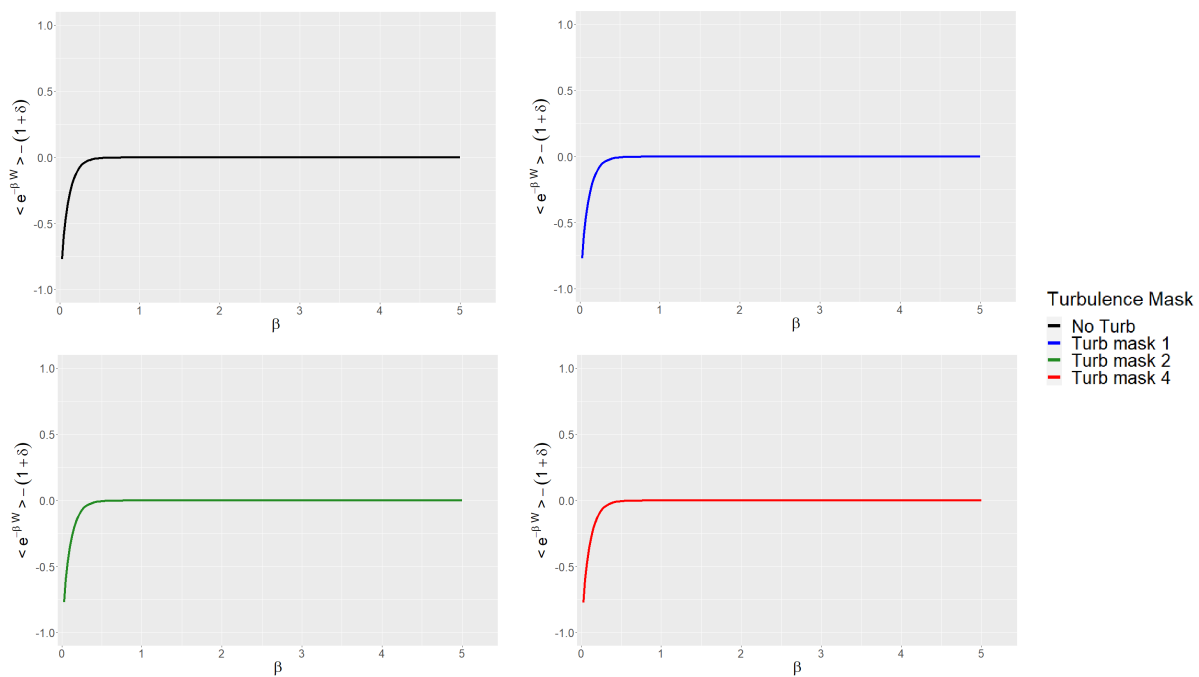 < e^{−β W} > − (1 + δ)
1.0
0.5
0.0
-0.5
-1.0
0 1 2 3 4 5
β
< e^{−β W} > − (1 + δ)
1.0
0.5
0.0
-0.5
-1.0
0 1 2 3 4 5
β
< e^{−β W} > − (1 + δ)
1.0
0.5
0.0
-0.5
-1.0
0 1 2 3 4 5
β
< e^{−β W} > − (1 + δ)
1.0
0.5
0.0
-0.5
-1.0
0 1 2 3 4 5
β
Turbulence Mask
No Turb
Turb mask 1
Turb mask 2
Turb mask 4